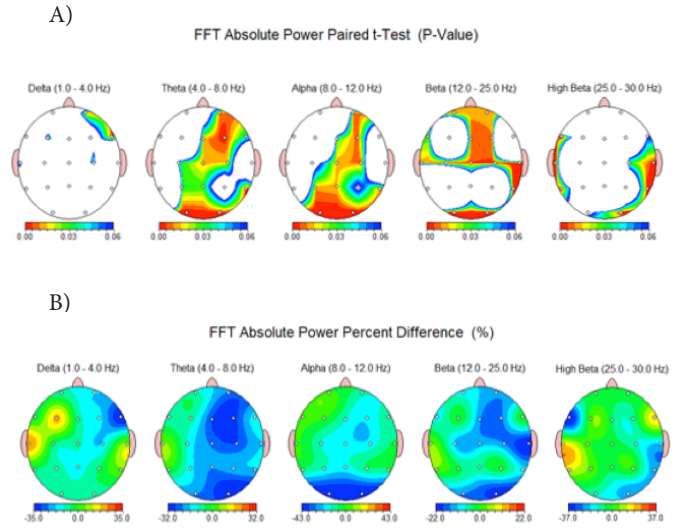 A)
FFT Absolute Power Paired t-Test (P-Value)
Delta (1.0 - 4.0 Hz) Theta (4.0 - 8.0 Hz) Alpha (8.0 - 12.0 Hz) Beta (12.0 - 25.0 Hz) High Beta (25.0 - 30.0 Hz)
0.00 0.03 0.06 0.00 0.03 0.06 0.00 0.03 0.06 0.00 0.03 0.06 0.00 0.03 0.06
B)
FFT Absolute Power Percent Difference (%)
Delta (1.0 - 4.0 Hz) Theta (4.0 - 8.0 Hz) Alpha (8.0 - 12.0 Hz) Beta (12.0 - 25.0 Hz) High Beta (25.0 - 30.0 Hz)
-35.0 0.0 35.0 -32.0 0.0 32.0 -43.0 0.0 43.0 -22.0 0.0 22.0 -37.0 0.0 37.0